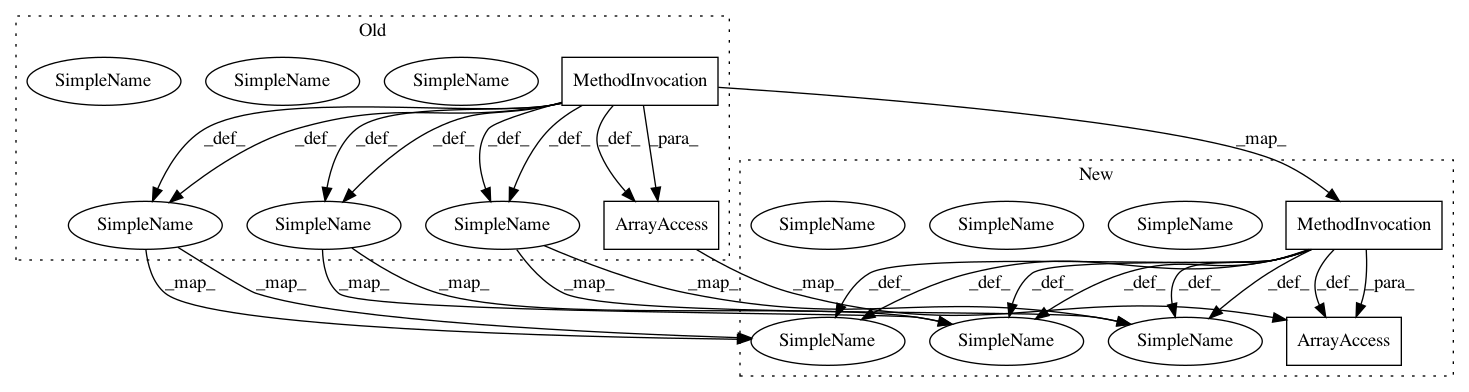 Old
SimpleName SimpleName SimpleName MethodInvocation
_def_ _def_ _def_ _def_ _def_ _def_ _def_ _para_ _map_
New
SimpleName SimpleName SimpleName ArrayAccess SimpleName SimpleName SimpleName MethodInvocation
_map_ _map_ _map_ _map_ _map_ _map_ _map_ _def_ _def_ _def_ _def_ _def_ _def_ _def_ _para_
SimpleName SimpleName SimpleName ArrayAccess